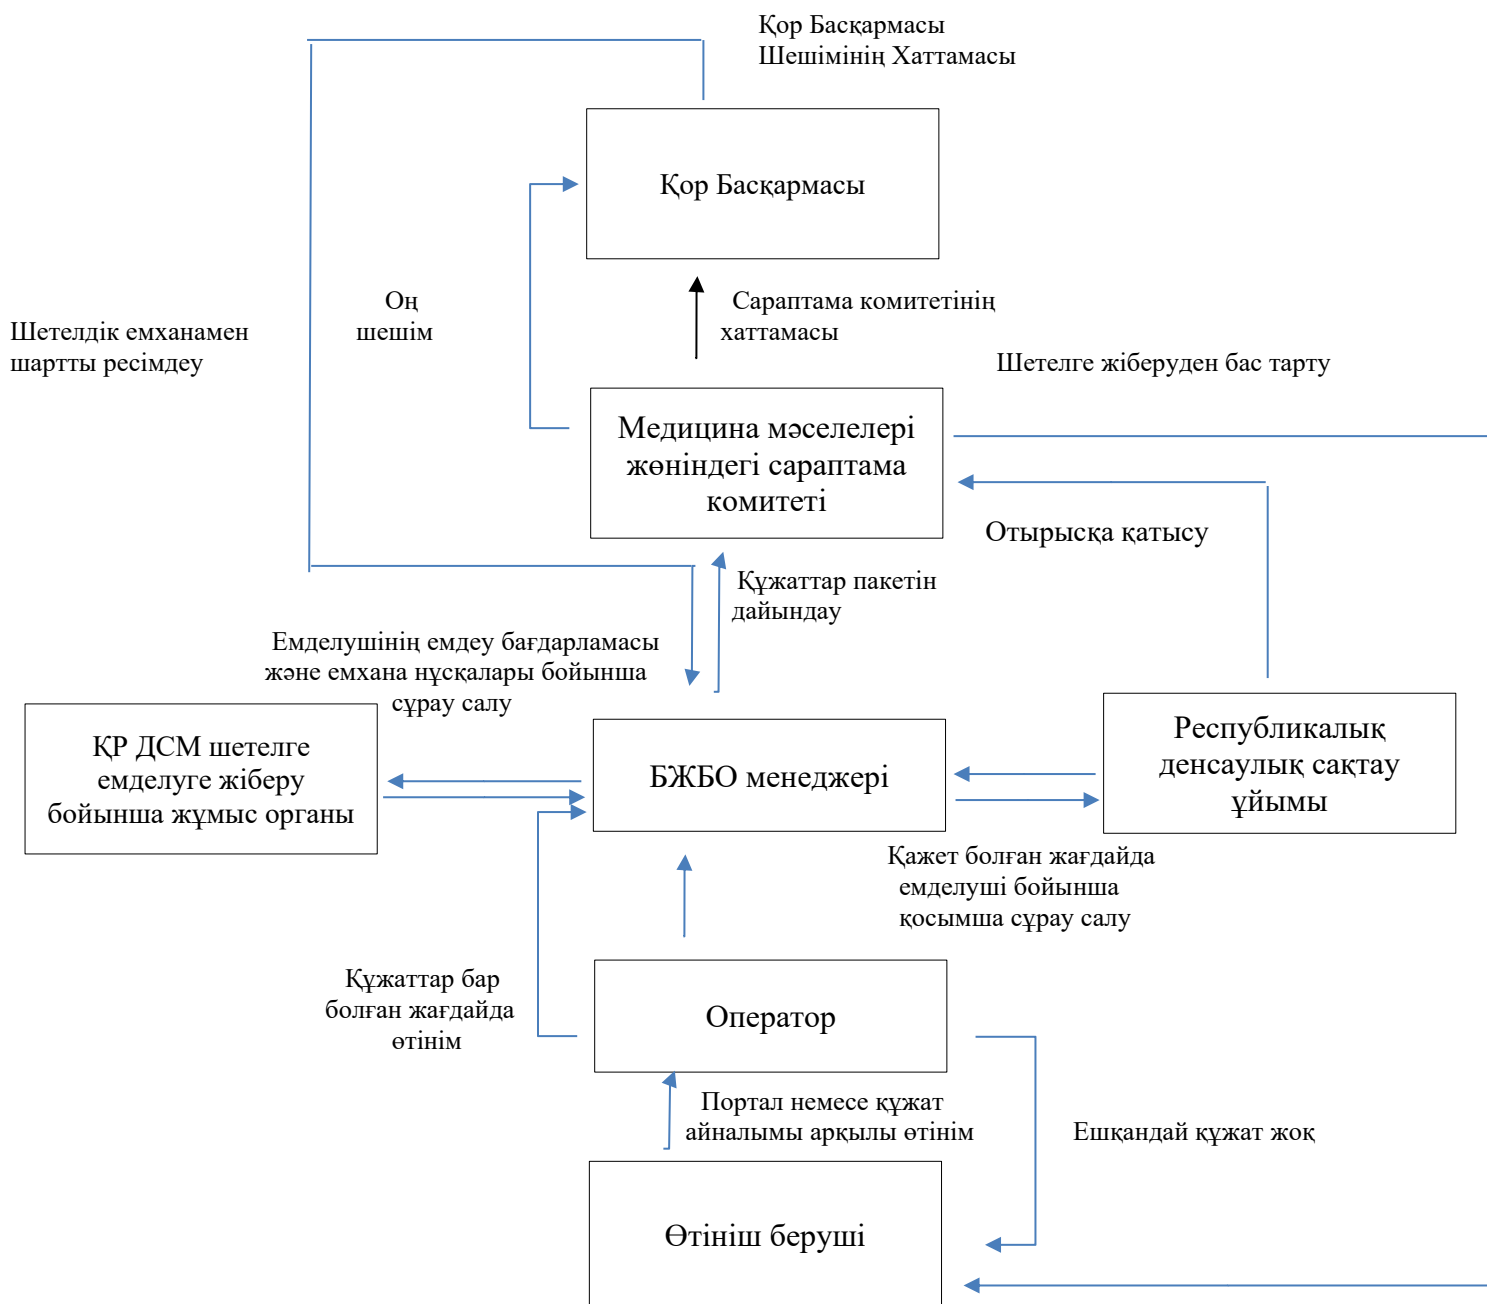 Қор Басқармасы
Шешімінің Хаттамасы
Қор Басқармасы
Оң
шешім
Сараптама комитетінің
хаттамасы
Шетелдік емханамен
шартты ресімдеу
Шетелге жіберуден бас тарту
Медицина мәселелері
жөніндегі сараптама
комитеті
Отырысқа қатысу
Құжаттар пакетін
дайындау
Емделушінің емдеу бағдарламасы
және емхана нұсқалары бойынша
сұрау салу
ҚР ДСМ шетелге
емделуге жіберу
бойынша жұмыс органы
БЖБО менеджері
Республикалық
денсаулық сақтау
ұйымы
Қажет болған жағдайда
емделуші бойынша
қосымша сұрау салу
Құжаттар бар
болған жағдайда
өтінім
Оператор
Портал немесе құжат
айналымы арқылы өтінім
Ешқандай құжат жоқ
Өтініш беруші